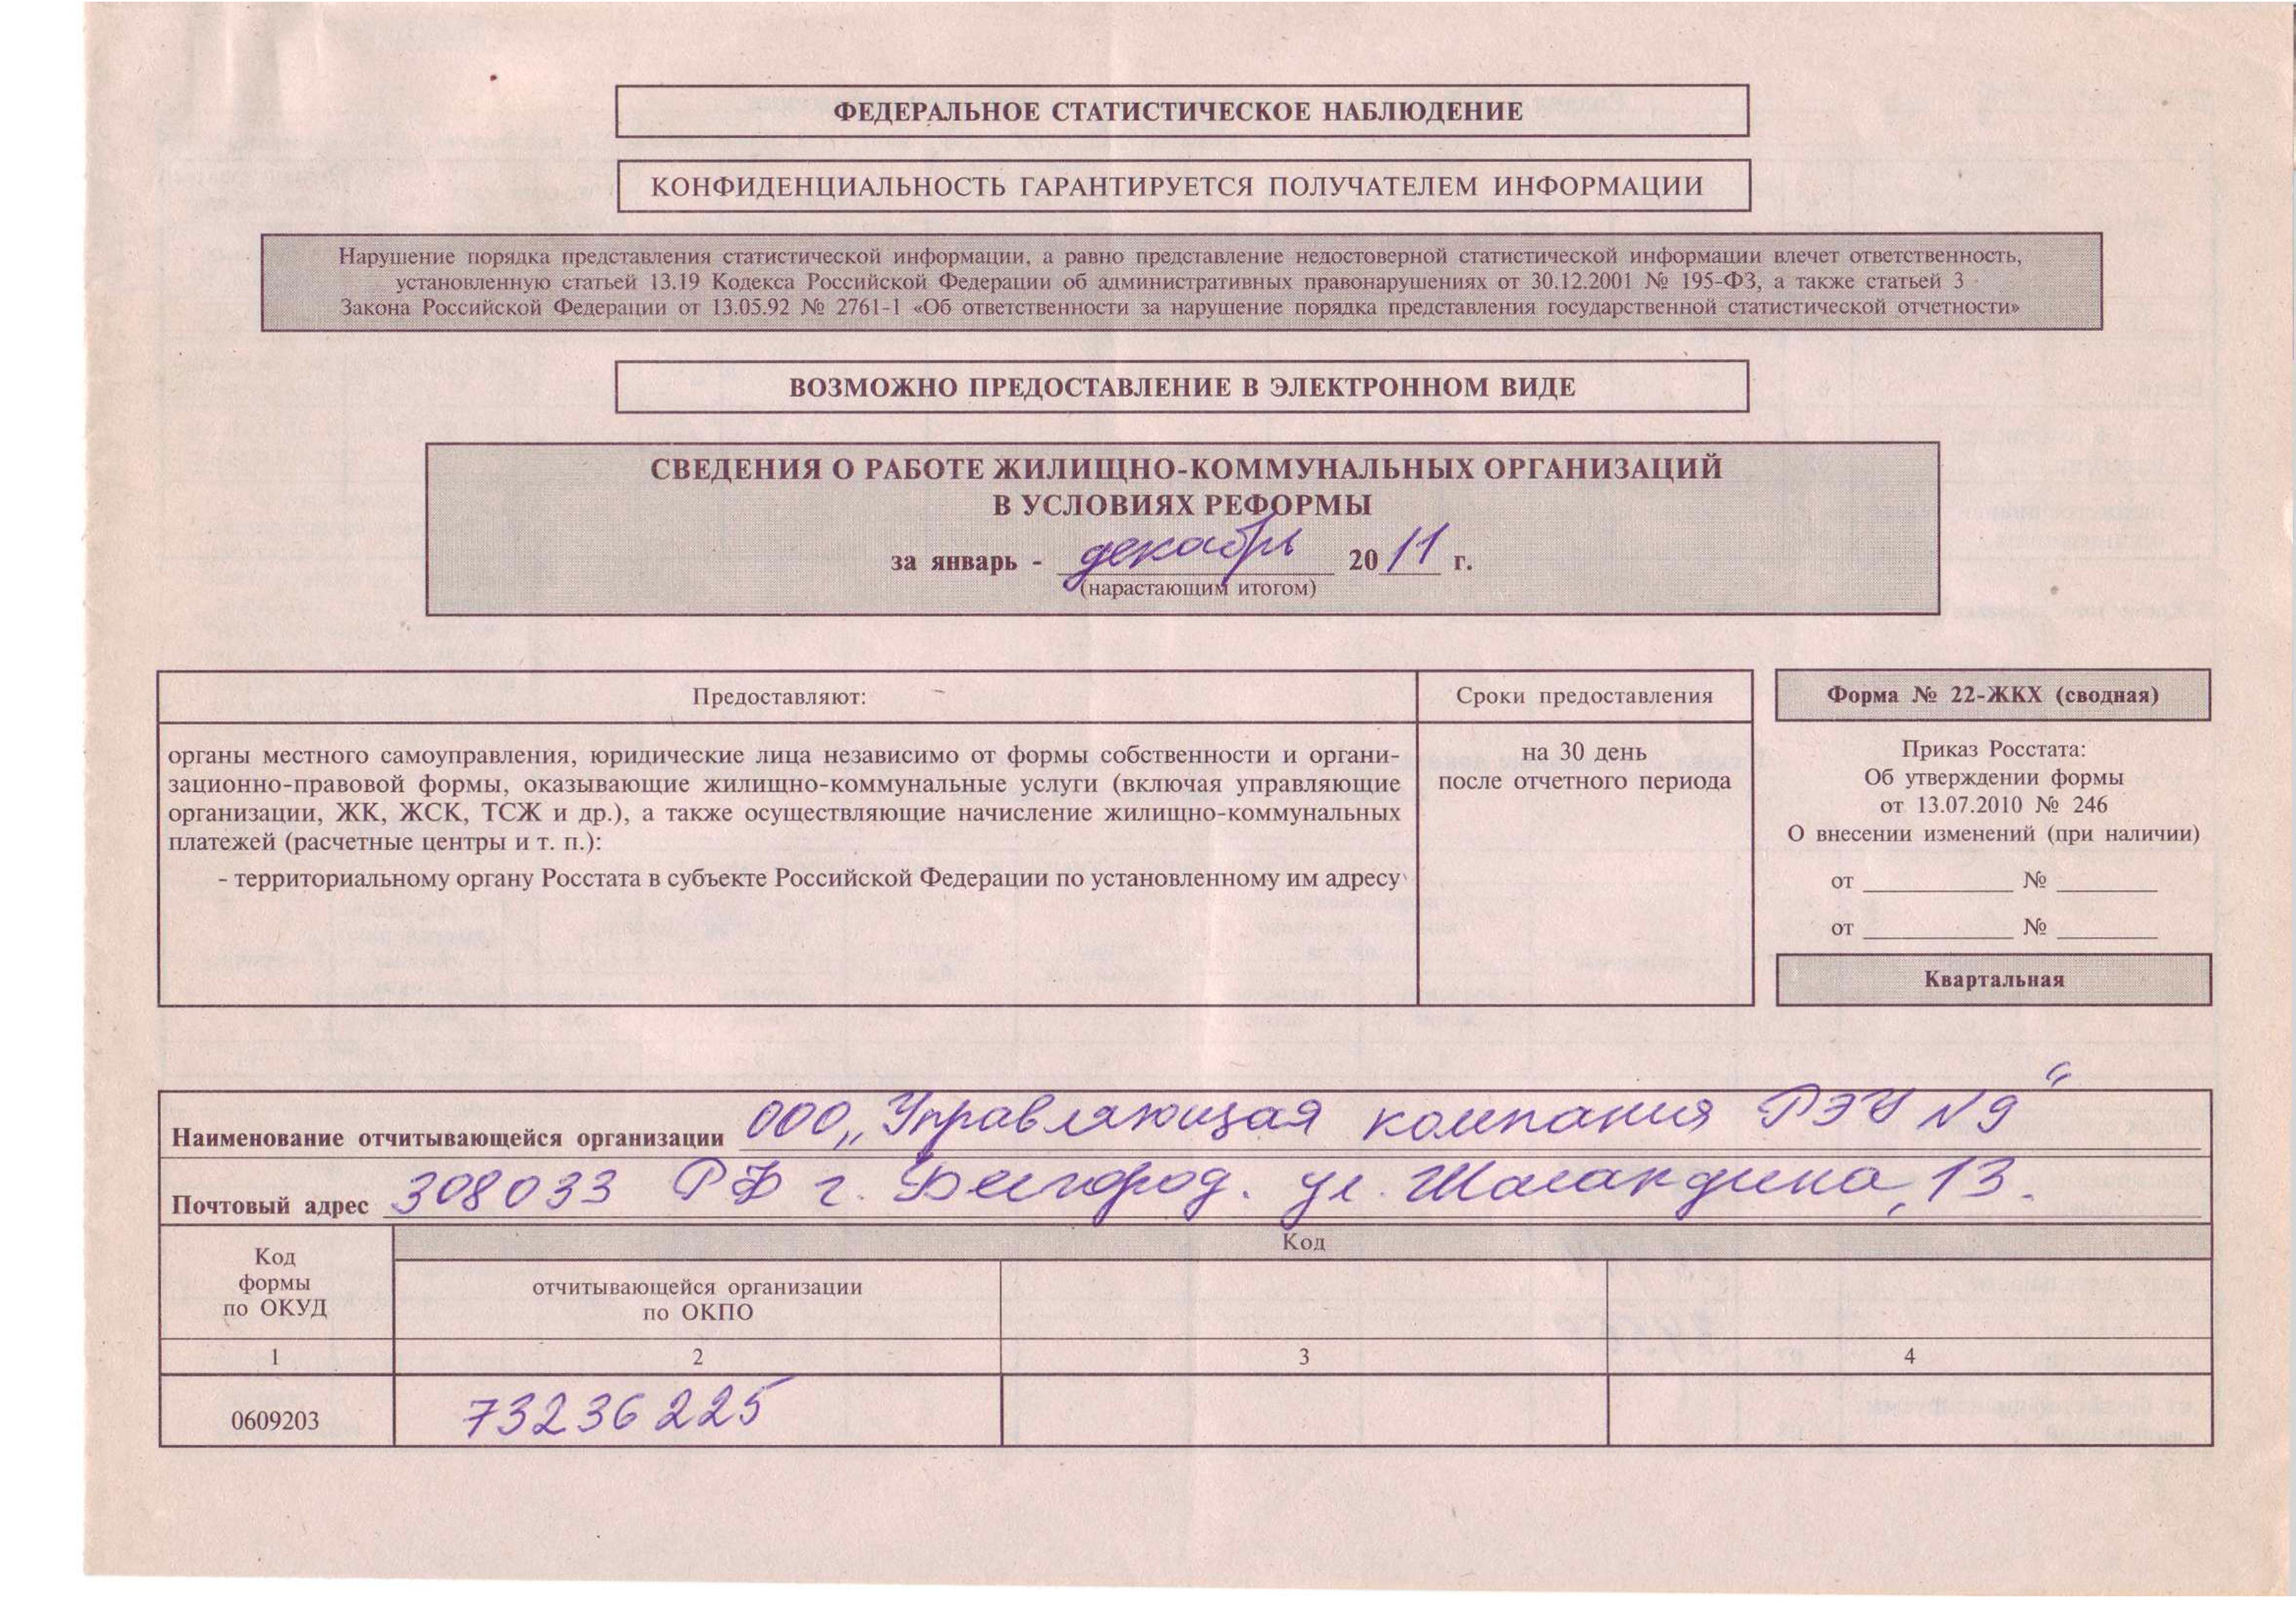 ФЕДЕРАЛЬНОЕ СТАТИСТИЧЕСКОЕ НАБЛЮДЕНИЕ
КОНФИДЕНЦИАЛЬНОСТЬ ГАРАНТИРУЕТСЯ ПОЛУЧАТЕЛЕМ ИНФОРМАЦИИ
Нарушение порядка представления статистической информации, а равно представление недостоверной статистической информации влечет ответственность,
установленную статьей 13.19 Кодекса Российской Федерации об административных правонарушениях от 30.12.2001 № 195-ФЗ, а также статьей 3
Закона Российской Федерации от 13.05.92 № 2761-1 «Об ответственности за нарушение порядка представления государственной статистической отчетности»
ВОЗМОЖНО ПРЕДОСТАВЛЕНИЕ В ЭЛЕКТРОННОМ ВИДЕ
СВЕДЕНИЯ О РАБОТЕ ЖИЛИЩНО-КОММУНАЛЬНЫХ ОРГАНИЗАЦИЙ
В УСЛОВИЯХ РЕФОРМЫ
за январь - декабрь 2011 г.
(нарастающим итогом)
Предоставляют:
органы местного самоуправления, юридические лица независимо от формы собственности и органи-
зационно-правовой формы, оказывающие жилищно-коммунальные услуги (включая управляющие
организации, ЖК, ЖСК, ТСЖ и др.), а также осуществляющие начисление жилищно-коммунальных
платежей (расчетные центры и т. п.):
- территориальному органу Росстата в субъекте Российской Федерации по установленному им адресу
Сроки предоставления
на 30 день
после отчетного периода
Форма № 22-ЖКХ (сводная)
Приказ Росстата:
Об утверждении формы
от 13.07.2010 № 246
О внесении изменений (при наличии)
от ________ № ________
от ________ № ________
Квартальная
Наименование отчитывающейся организации ООО „Управляющая компания РЭУ №9“
Почтовый адрес 308033 РФ г. Белгород. ул. Шаландина, 13.
Код
формы
по ОКУД
Код
отчитывающейся организации
по ОКПО
1 2 3 4
0609203 73236225